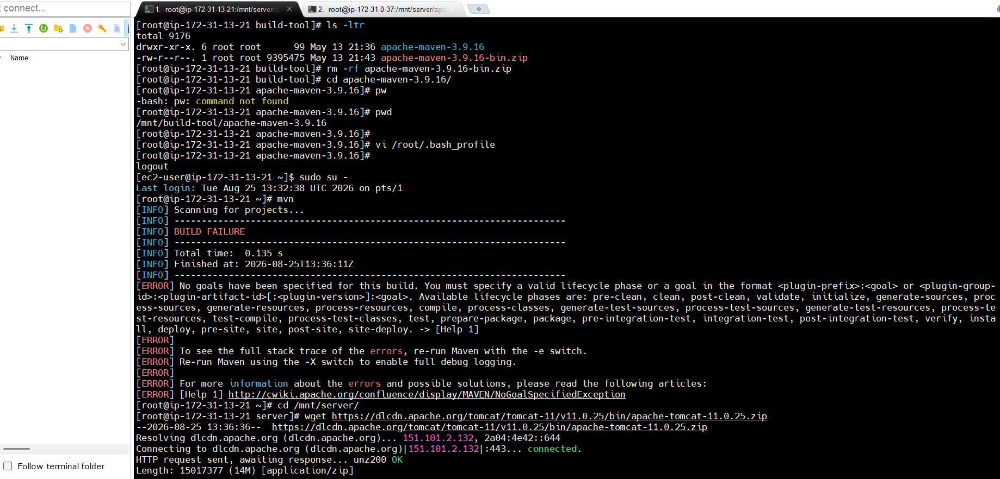 connect...
1. root@ip-172-31-13-21:/mnt/server/a
2. root@ip-172-31-0-37:/mnt/server/apa
Name
[root@ip-172-31-13-21 build-tool]# ls -ltr
total 9176
drwxr-xr-x. 6 root root      99 May 13 21:36 apache-maven-3.9.16
-rw-r--r--. 1 root root 9395475 May 13 21:43 apache-maven-3.9.16-bin.zip
[root@ip-172-31-13-21 build-tool]# rm -rf apache-maven-3.9.16-bin.zip
[root@ip-172-31-13-21 build-tool]# cd apache-maven-3.9.16/
[root@ip-172-31-13-21 apache-maven-3.9.16]# pw
-bash: pw: command not found
[root@ip-172-31-13-21 apache-maven-3.9.16]# pwd
/mnt/build-tool/apache-maven-3.9.16
[root@ip-172-31-13-21 apache-maven-3.9.16]#
[root@ip-172-31-13-21 apache-maven-3.9.16]# vi /root/.bash_profile
[root@ip-172-31-13-21 apache-maven-3.9.16]#
logout
[ec2-user@ip-172-31-13-21 ~]$ sudo su -
Last login: Tue Aug 25 13:32:38 UTC 2026 on pts/1
[root@ip-172-31-13-21 ~]# mvn
[INFO] Scanning for projects...
[INFO] ------------------------------------------------------------------------
[INFO] BUILD FAILURE
[INFO] ------------------------------------------------------------------------
[INFO] Total time:  0.135 s
[INFO] Finished at: 2026-08-25T13:36:11Z
[INFO] ------------------------------------------------------------------------
[ERROR] No goals have been specified for this build. You must specify a valid lifecycle phase or a goal in the format <plugin-prefix>:<goal> or <plugin-group-
id>:<plugin-artifact-id>[:<plugin-version>]:<goal>. Available lifecycle phases are: pre-clean, clean, post-clean, validate, initialize, generate-sources, proc
ess-sources, generate-resources, process-resources, compile, process-classes, generate-test-sources, process-test-sources, generate-test-resources, process-te
st-resources, test-compile, process-test-classes, test, prepare-package, package, pre-integration-test, integration-test, post-integration-test, verify, insta
ll, deploy, pre-site, site, post-site, site-deploy. -> [Help 1]
[ERROR]
[ERROR] To see the full stack trace of the errors, re-run Maven with the -e switch.
[ERROR] Re-run Maven using the -X switch to enable full debug logging.
[ERROR]
[ERROR] For more information about the errors and possible solutions, please read the following articles:
[ERROR] [Help 1] http://cwiki.apache.org/confluence/display/MAVEN/NoGoalSpecifiedException
[root@ip-172-31-13-21 ~]# cd /mnt/server/
[root@ip-172-31-13-21 server]# wget https://dlcdn.apache.org/tomcat/tomcat-11/v11.0.25/bin/apache-tomcat-11.0.25.zip
--2026-08-25 13:36:36--  https://dlcdn.apache.org/tomcat/tomcat-11/v11.0.25/bin/apache-tomcat-11.0.25.zip
Resolving dlcdn.apache.org (dlcdn.apache.org)... 151.101.2.132, 2a04:4e42::644
Connecting to dlcdn.apache.org (dlcdn.apache.org)|151.101.2.132|:443... connected.
HTTP request sent, awaiting response... unz200 OK
Length: 15017377 (14M) [application/zip]
Follow terminal folder